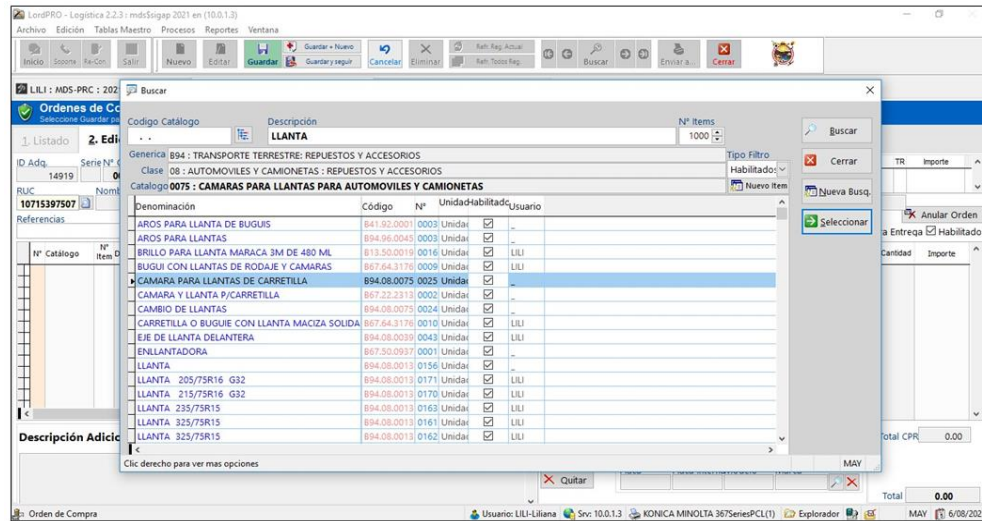 LordPRO - Logística 2.2.3 : mds$sigap 2021 en (10.0.1.3)
Archivo Edición Tablas Maestro Procesos Reportes Ventana
Inicio Soporte Re-Con Salir Nuevo Editar Guardar Guardar + Nuevo Guardar y seguir Cancelar Eliminar Refr. Reg. Actual Refr. Todos Reg. Buscar Enviar a... Cerrar
LILI : MDS-PRC : 202
Buscar
Ordenes de Co
Seleccione Guardar pa
1. Listado 2. Edi
ID Adq. Serie N°
14919
RUC Nomb
10715397507
Referencias
N° Catálogo N° Item
Codigo Catálogo Descripción N° Items
. . LLANTA 1000
Generica B94 : TRANSPORTE TERRESTRE: REPUESTOS Y ACCESORIOS Tipo Filtro
Clase 08 : AUTOMOVILES Y CAMIONETAS : REPUESTOS Y ACCESORIOS Habilitados
Catalogo 0075 : CAMARAS PARA LLANTAS PARA AUTOMOVILES Y CAMIONETAS Nuevo Item
Denominación Código N° Unidad Habilitado Usuario
AROS PARA LLANTA DE BUGUIS B41.92.0001 0003 Unidad _
AROS PARA LLANTAS B94.96.0045 0003 Unidad _
BRILLO PARA LLANTA MARACA 3M DE 480 ML B13.50.0019 0016 Unidad LILI
BUGUI CON LLANTAS DE RODAJE Y CAMARAS B67.64.3176 0009 Unidad LILI
CAMARA PARA LLANTAS DE CARRETILLA B94.08.0075 0025 Unidad _
CAMARA Y LLANTA P/CARRETILLA B67.22.2313 0002 Unidad _
CAMBIO DE LLANTAS B94.08.0075 0024 Unidad _
CARRETILLA O BUGUIE CON LLANTA MACIZA SOLIDA B67.64.3176 0010 Unidad LILI
EJE DE LLANTA DELANTERA B94.08.0039 0043 Unidad LILI
ENLLANTADORA B67.50.0937 0001 Unidad _
LLANTA B94.08.0013 0156 Unidad _
LLANTA 205/75R16 G32 B94.08.0013 0171 Unidad LILI
LLANTA 215/75R16 G32 B94.08.0013 0170 Unidad LILI
LLANTA 235/75R15 B94.08.0013 0163 Unidad LILI
LLANTA 325/75R15 B94.08.0013 0161 Unidad LILI
LLANTA 325/75R15 B94.08.0013 0162 Unidad LILI
Clic derecho para ver mas opciones MAY
Buscar
Cerrar
Nueva Busq.
Seleccionar
TR Importe
Anular Orden
a Entrega Habilitado
Cantidad Importe
Descripción Adicic
Total CPR 0.00
Quitar
Total 0.00
Orden de Compra Usuario: LILI-Liliana Srv: 10.0.1.3 KONICA MINOLTA 367SeriesPCL(1) Explorador MAY 6/08/202